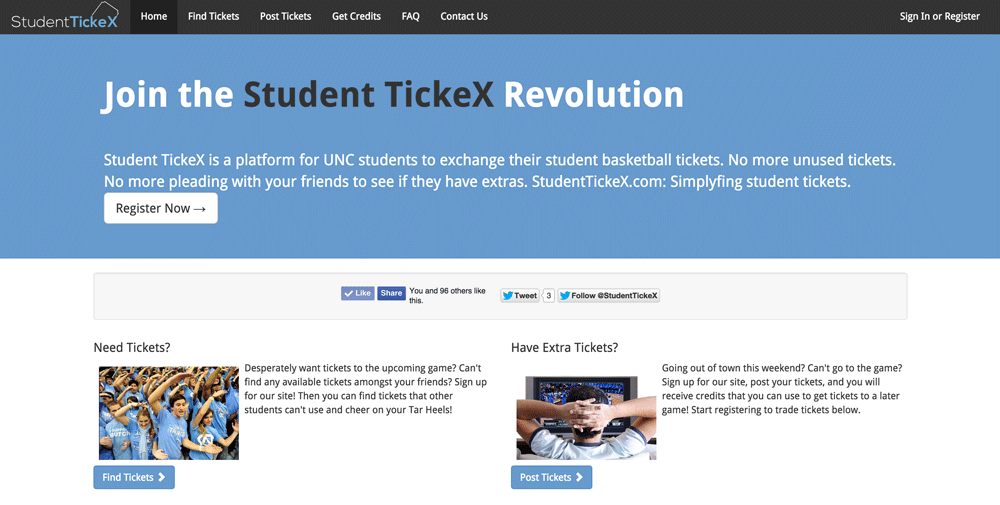 StudentTickeX
Home
Find Tickets
Post Tickets
Get Credits
FAQ
Contact Us
Sign In or Register
Join the Student TickeX Revolution
Student TickeX is a platform for UNC students to exchange their student basketball tickets. No more unused tickets.
No more pleading with your friends to see if they have extras. StudentTickeX.com: Simplyfing student tickets.
Register Now →
Like
Share
You and 96 others like
this.
Tweet
3
Follow @StudentTickeX
Need Tickets?
Desperately want tickets to the upcoming game? Can't
find any available tickets amongst your friends? Sign up
for our site! Then you can find tickets that other
students can't use and cheer on your Tar Heels!
Find Tickets
Have Extra Tickets?
Going out of town this weekend? Can't go to the game?
Sign up for our site, post your tickets, and you will
receive credits that you can use to get tickets to a later
game! Start registering to trade tickets below.
Post Tickets